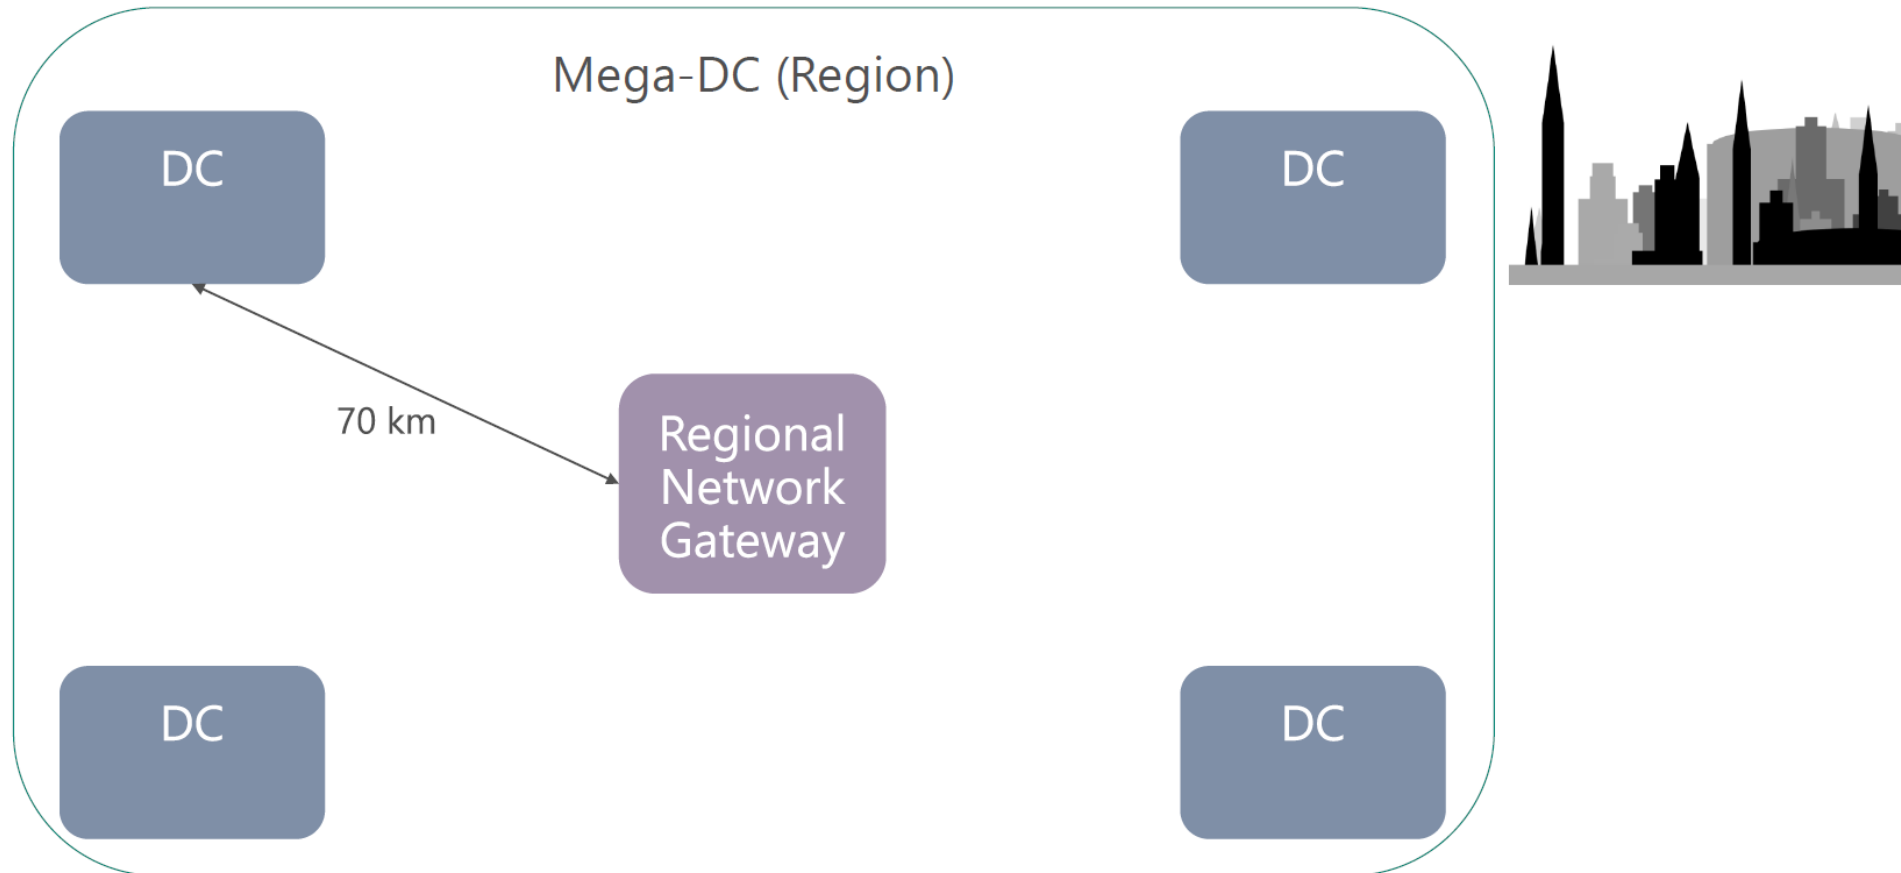 Mega-DC (Region)
DC
DC
70 km
Regional
Network
Gateway
DC
DC